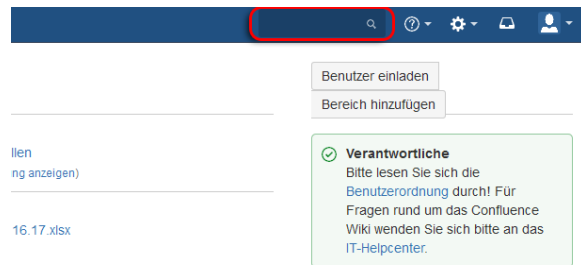 Benutzer einladen
Bereich hinzufügen
llen
ng anzeigen)
16.17.xlsx
Verantwortliche
Bitte lesen Sie sich die
Benutzerordnung durch! Für
Fragen rund um das Confluence
Wiki wenden Sie sich bitte an das
IT-Helpcenter.